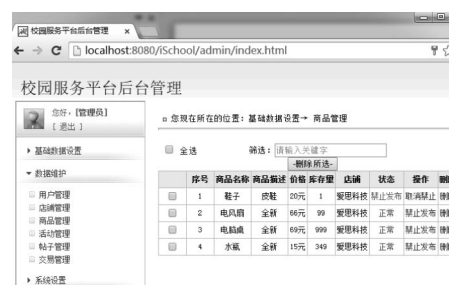 校园服务平台后台管理 ×
localhost:8080/iSchool/admin/index.html
校园服务平台后台管理
您好，[管理员]
[ 退出 ]
您现在所在的位置：基础数据设置→ 商品管理
基础数据设置
数据维护
用户管理
店铺管理
商品管理
活动管理
帖子管理
交易管理
系统设置
全选 筛选：请输入关键字
-删除所选-
序号 商品名称 商品描述 价格 库存量 店铺 状态 操作
1 鞋子 皮鞋 20元 1 爱思科技 禁止发布 取消禁止
2 电风扇 全新 66元 99 爱思科技 正常 禁止发布
3 电脑桌 全新 69元 999 爱思科技 正常 禁止发布
4 水瓶 全新 15元 349 爱思科技 正常 禁止发布